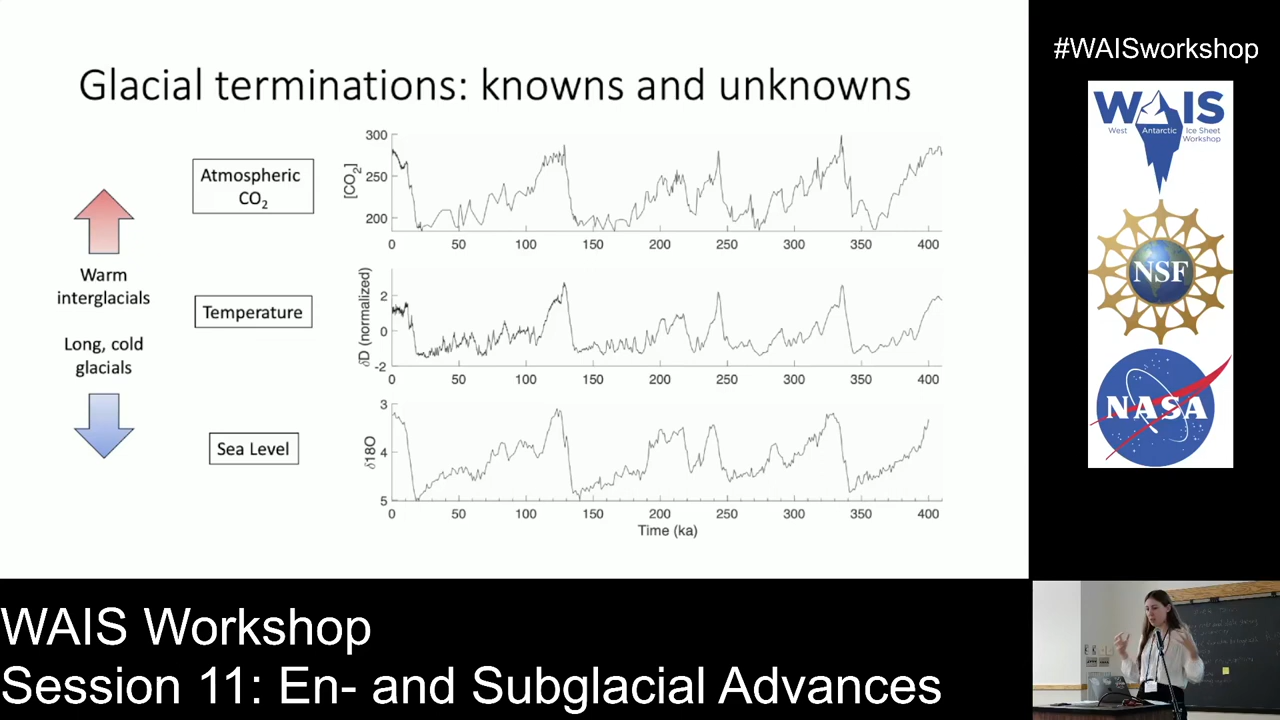 Glacial terminations: knowns and unknowns
Warm
interglacials
Long, cold
glacials
Atmospheric
CO₂
Temperature
Sea Level
[CO₂]
300
250
200
0 50 100 150 200 250 300 350 400
δD (normalized)
2
0
-2
0 50 100 150 200 250 300 350 400
δ18O
3
4
5
0 50 100 150 200 250 300 350 400
Time (ka)
#WAISworkshop
WAIS
West Antarctic Ice Sheet
Workshop
NSF
NASA
WAIS Workshop
Session 11: En- and Subglacial Advances